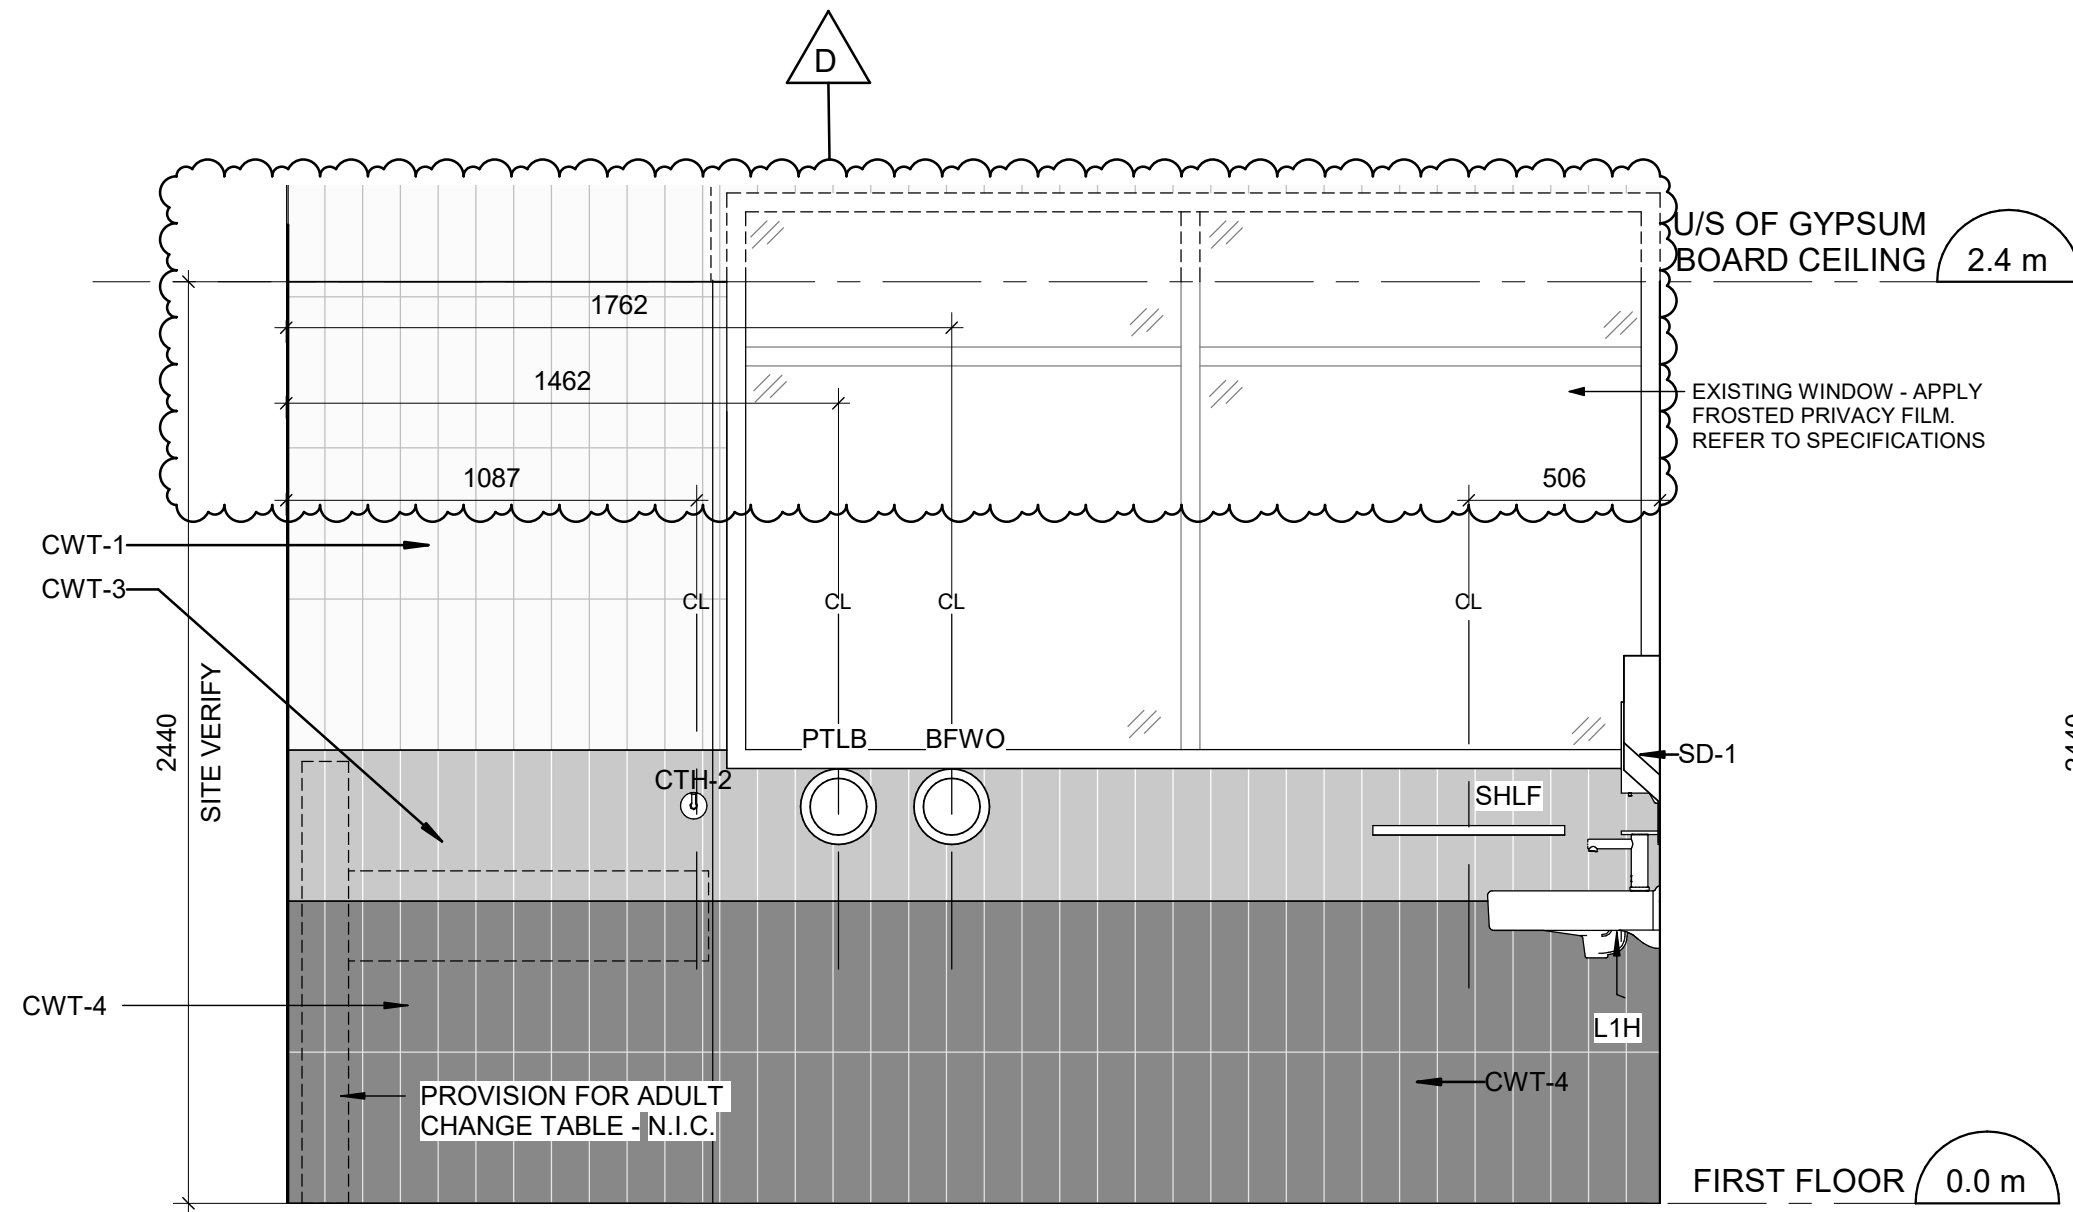 D
U/S OF GYPSUM
BOARD CEILING
2.4 m
1762
1462
EXISTING WINDOW - APPLY
FROSTED PRIVACY FILM.
REFER TO SPECIFICATIONS
1087
506
CWT-1
CWT-3
CL
CL
CL
CL
2440
SITE VERIFY
PTLB
BFWO
CTH-2
SD-1
SHLF
CWT-4
L1H
CWT-4
PROVISION FOR ADULT
CHANGE TABLE - N.I.C.
FIRST FLOOR
0.0 m